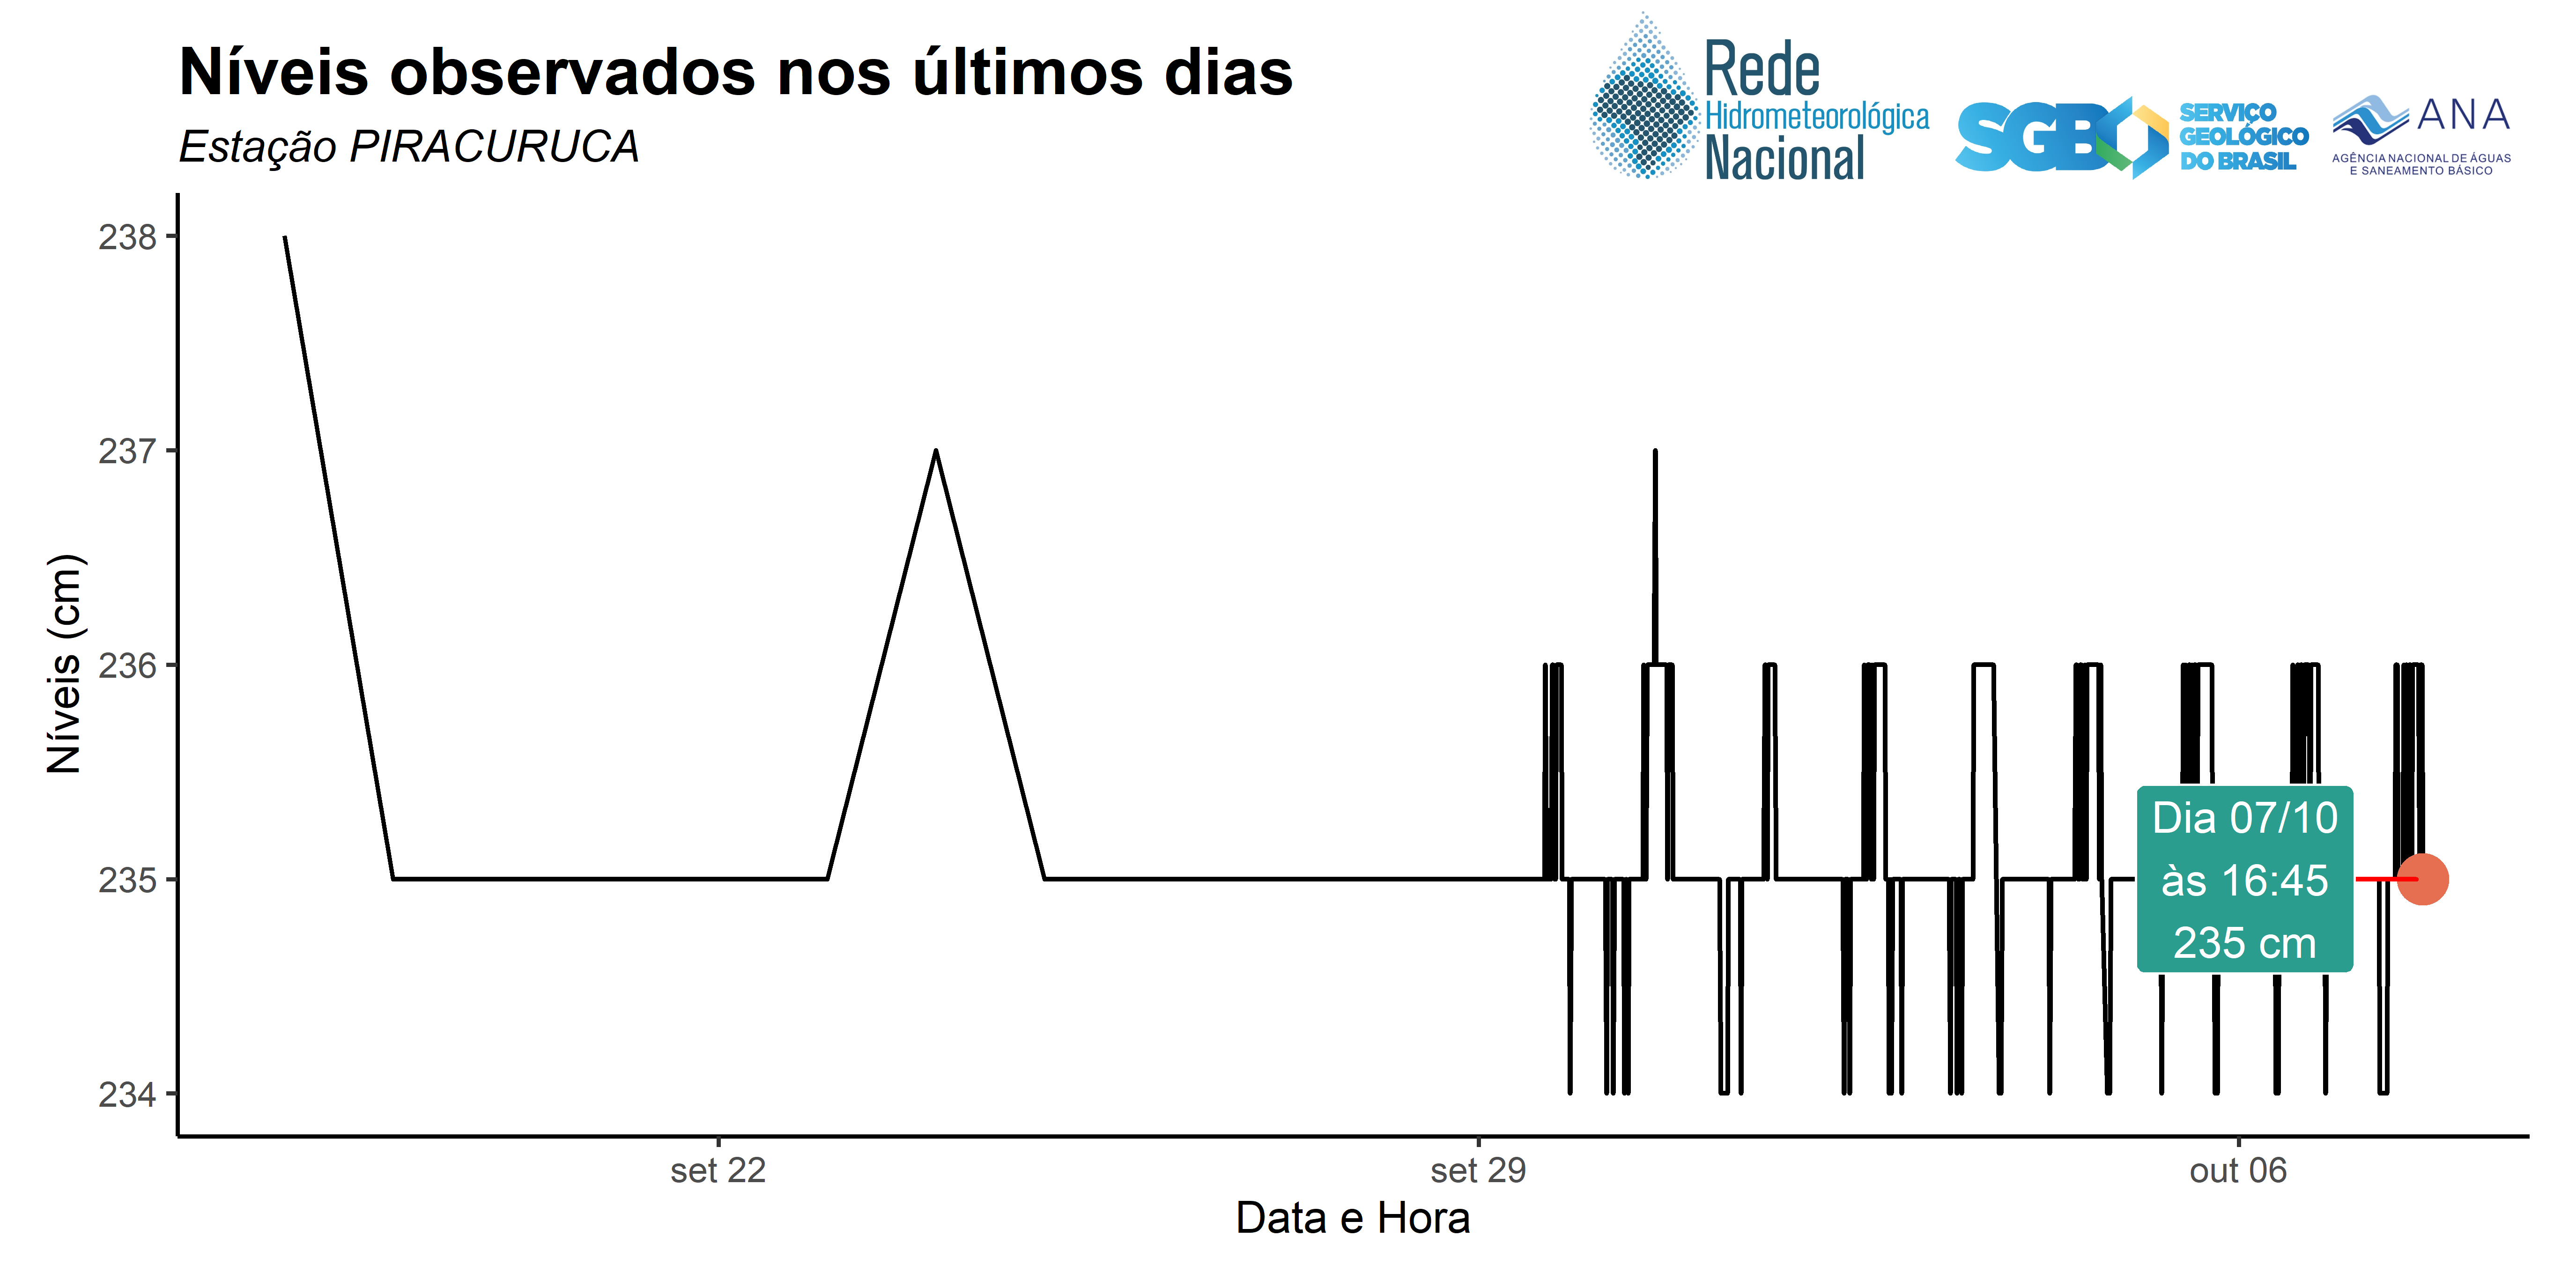 Níveis observados nos últimos dias
Estação PIRACURUCA
Rede
Hidrometeorológica
Nacional
SGB
SERVIÇO
GEOLÓGICO
DO BRASIL
ANA
AGÊNCIA NACIONAL DE ÁGUAS
E SANEAMENTO BÁSICO
238
237
236
235
234
Níveis (cm)
Dia 07/10
às 16:45
235 cm
set 22
set 29
out 06
Data e Hora